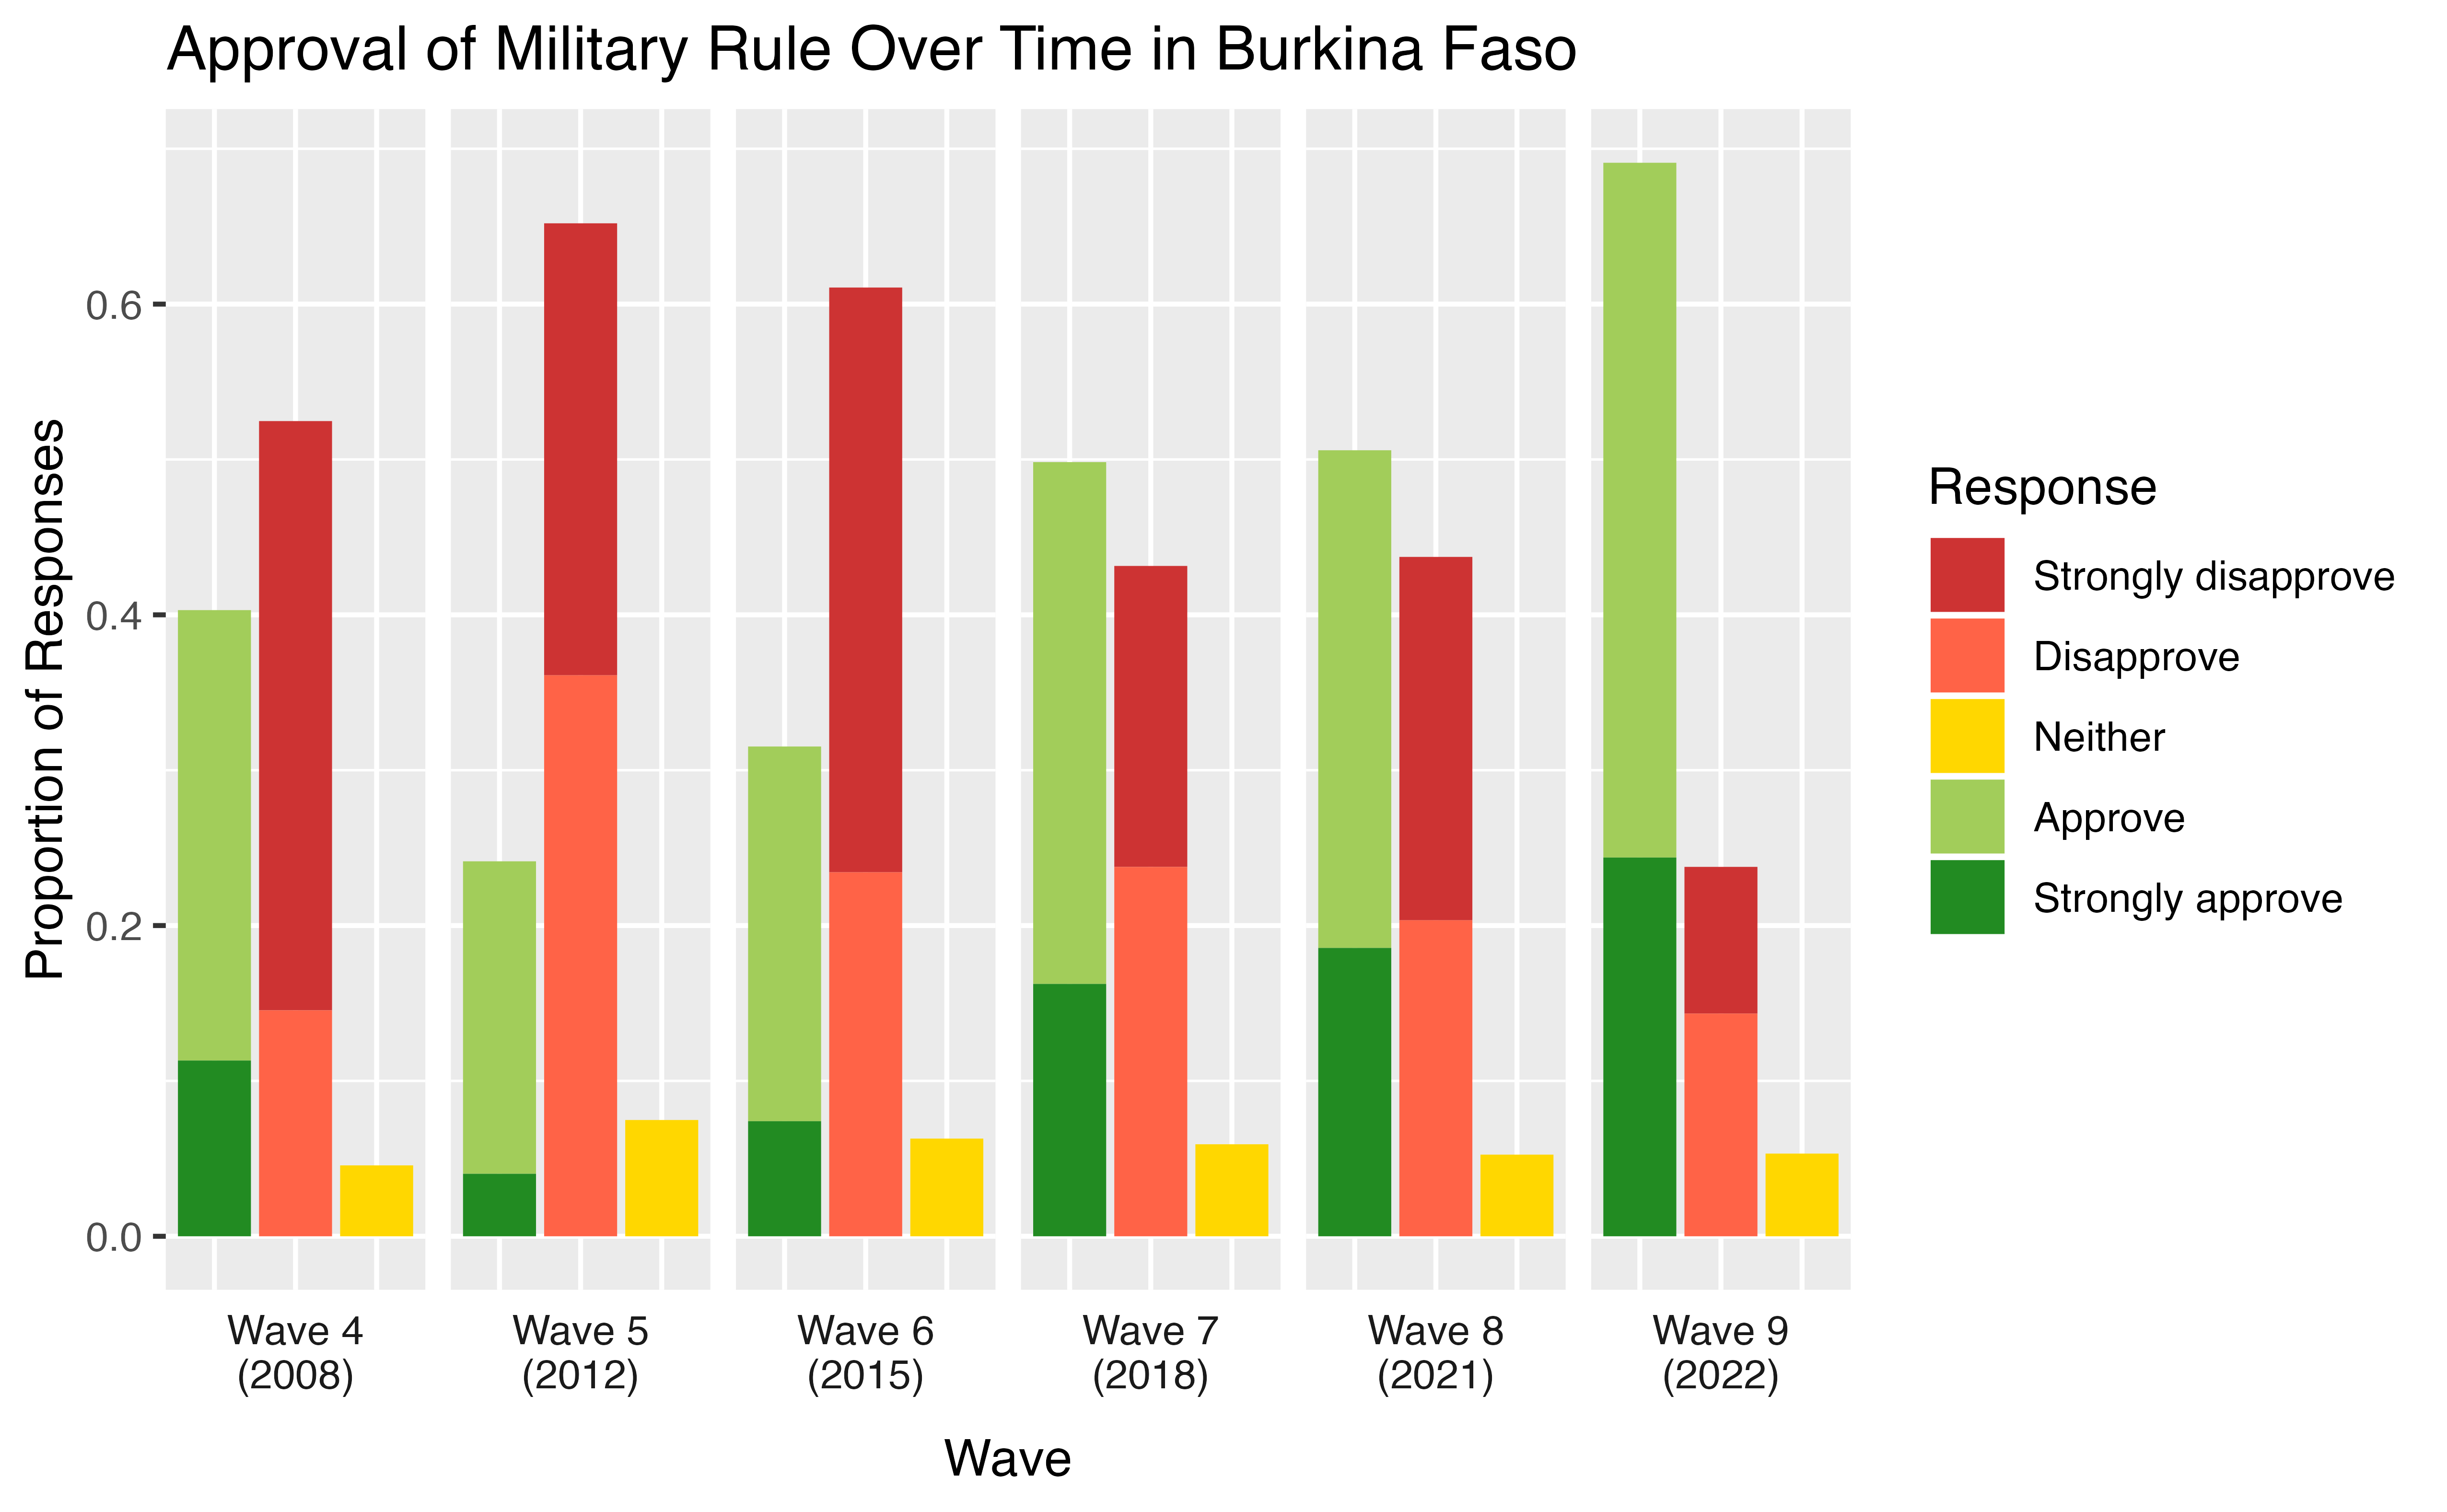 Approval of Military Rule Over Time in Burkina Faso
Proportion of Responses
0.6
0.4
0.2
0.0
Wave 4
(2008)
Wave 5
(2012)
Wave 6
(2015)
Wave 7
(2018)
Wave 8
(2021)
Wave 9
(2022)
Wave
Response
Strongly disapprove
Disapprove
Neither
Approve
Strongly approve